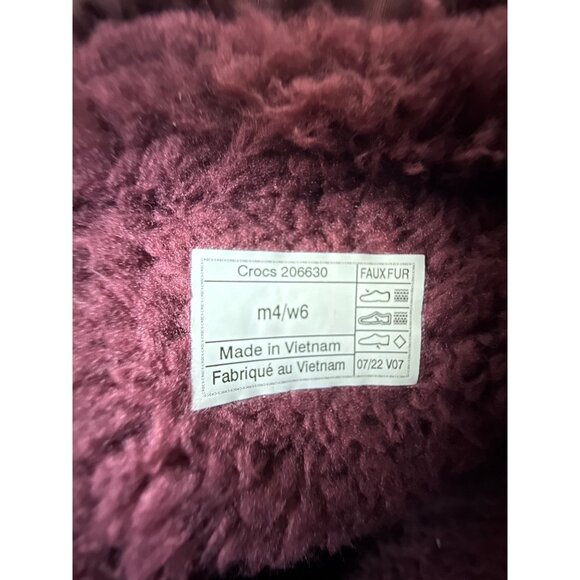 Crocs 206630
FAUX FUR
m4/w6
Made in Vietnam
Fabriqué au Vietnam
07/22 V07